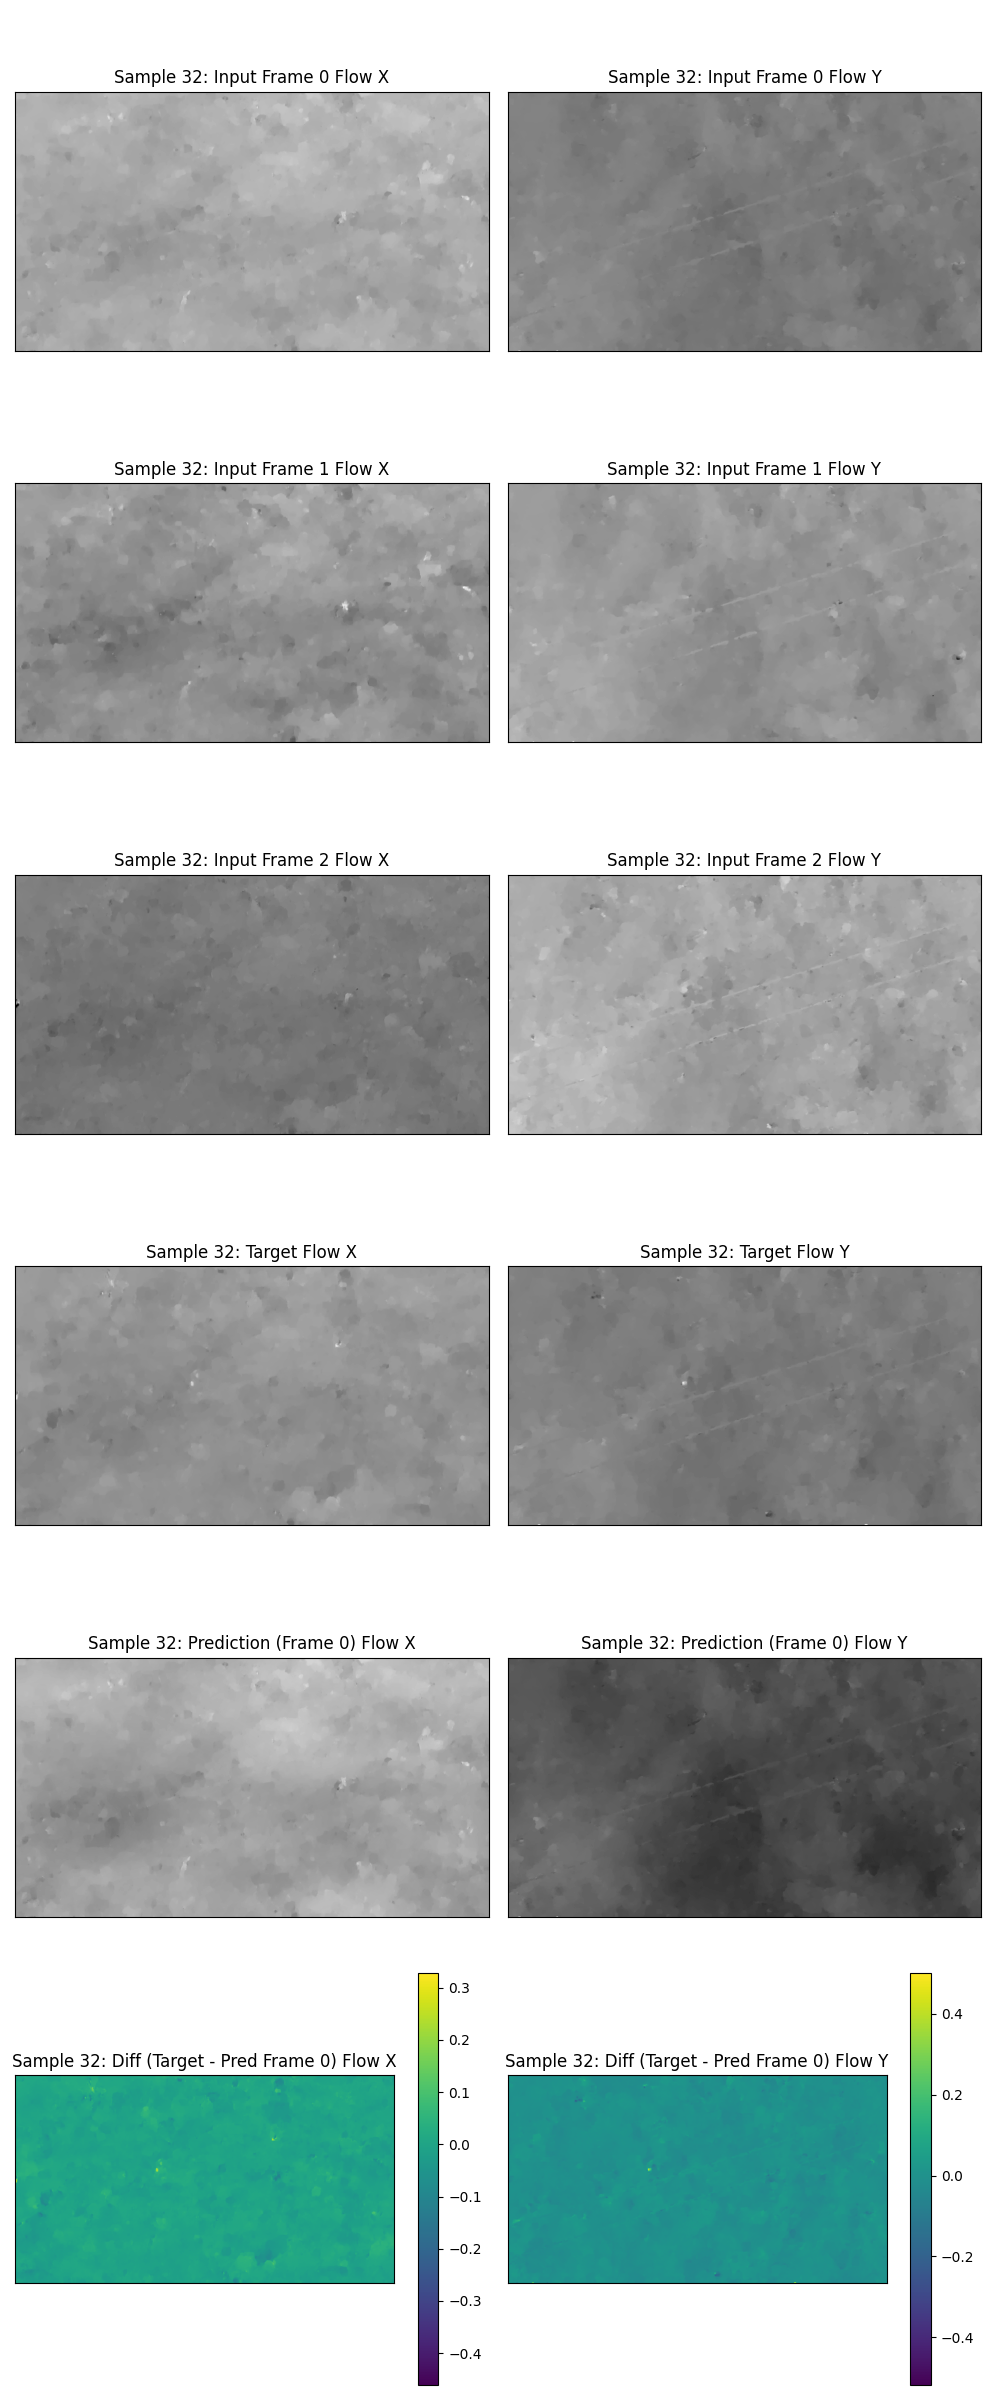 Sample 32: Input Frame 0 Flow X
Sample 32: Input Frame 0 Flow Y
Sample 32: Input Frame 1 Flow X
Sample 32: Input Frame 1 Flow Y
Sample 32: Input Frame 2 Flow X
Sample 32: Input Frame 2 Flow Y
Sample 32: Target Flow X
Sample 32: Target Flow Y
Sample 32: Prediction (Frame 0) Flow X
Sample 32: Prediction (Frame 0) Flow Y
Sample 32: Diff (Target - Pred Frame 0) Flow X
0.3
0.2
0.1
0.0
−0.1
−0.2
−0.3
−0.4
Sample 32: Diff (Target - Pred Frame 0) Flow Y
0.4
0.2
0.0
−0.2
−0.4